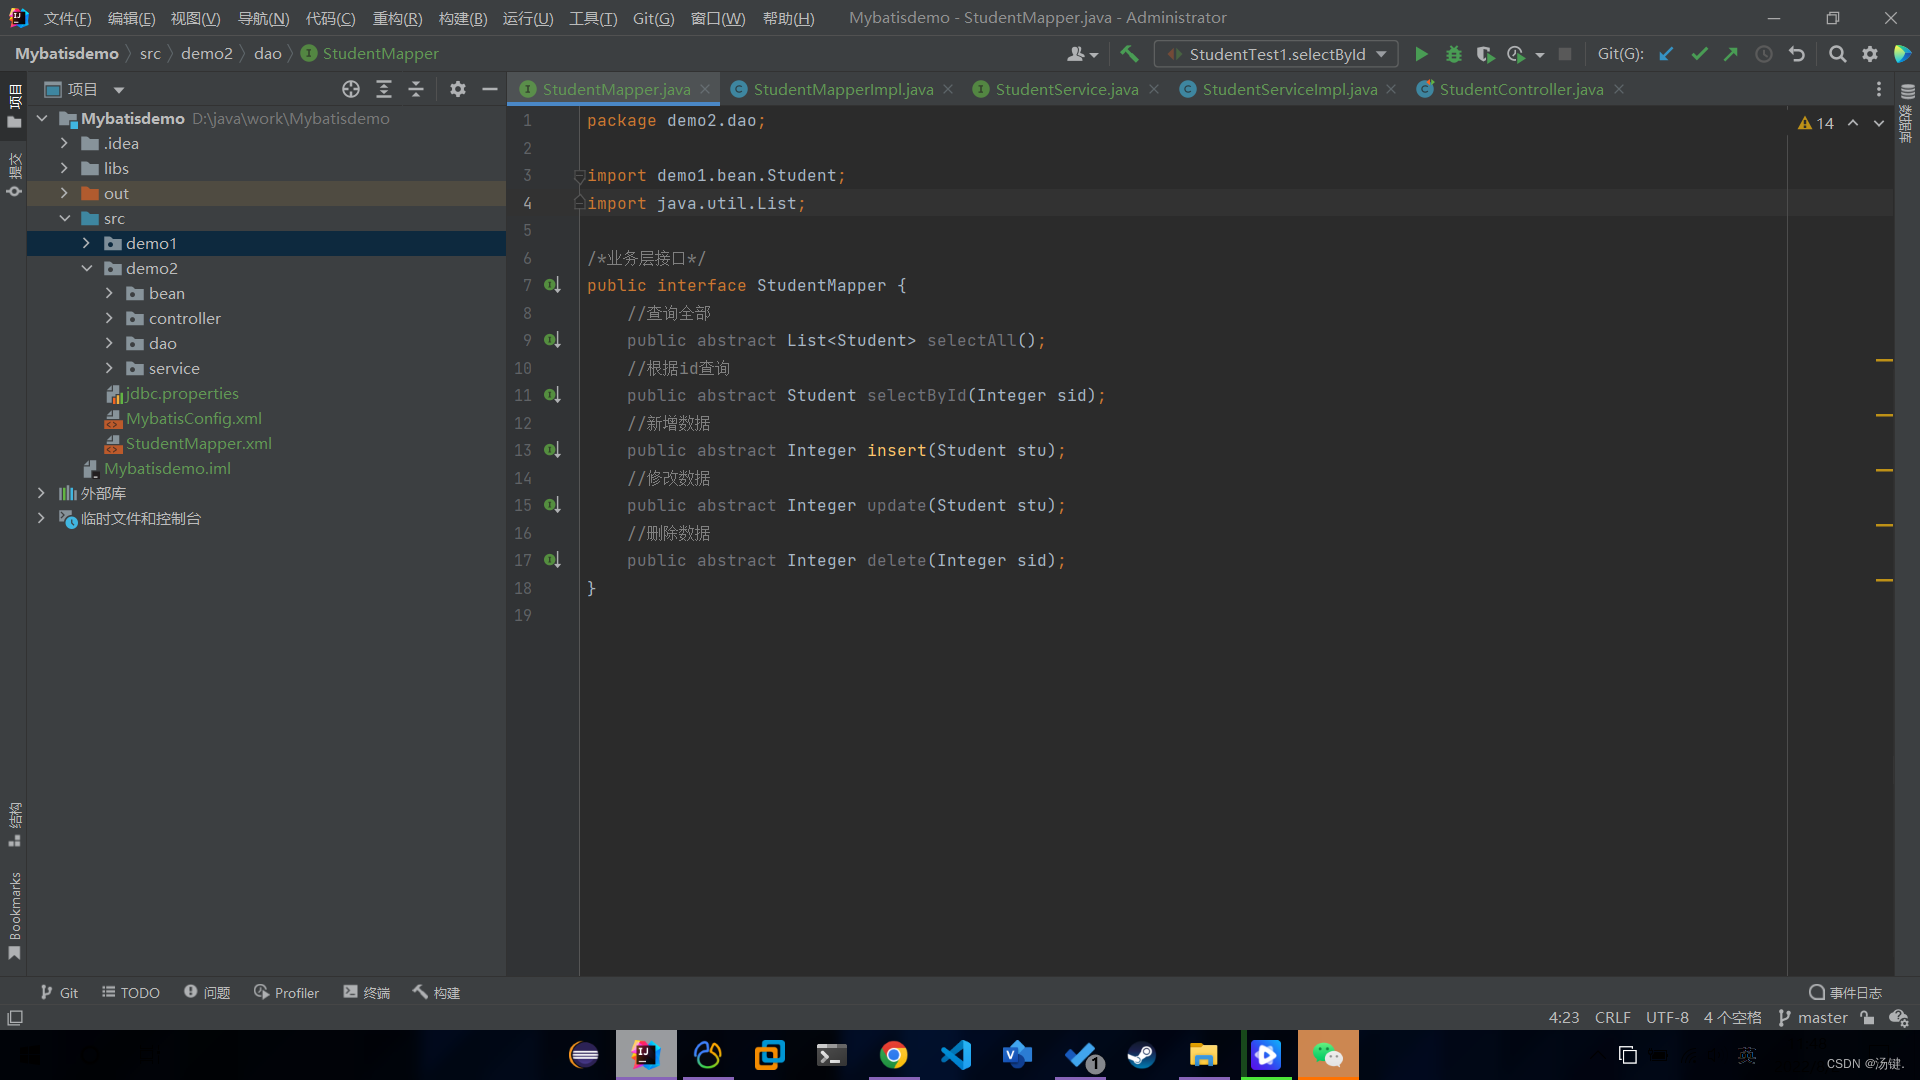 文件(F) 编辑(E) 视图(V) 导航(N) 代码(C) 重构(R) 构建(B) 运行(U) 工具(T) Git(G) 窗口(W) 帮助(H) Mybatisdemo - StudentMapper.java - Administrator
Mybatisdemo src demo2 dao StudentMapper StudentTest1.selectById Git(G):
项目
StudentMapper.java StudentMapperImpl.java StudentService.java StudentServiceImpl.java StudentController.java
项目
提交
结构
Bookmarks
数据库
Mybatisdemo D:\java\work\Mybatisdemo
.idea
libs
out
src
demo1
demo2
bean
controller
dao
service
jdbc.properties
MybatisConfig.xml
StudentMapper.xml
Mybatisdemo.iml
外部库
临时文件和控制台
14
1 package demo2.dao;
2
3 import demo1.bean.Student;
4 import java.util.List;
5
6 /*业务层接口*/
7 public interface StudentMapper {
8 //查询全部
9 public abstract List<Student> selectAll();
10 //根据id查询
11 public abstract Student selectById(Integer sid);
12 //新增数据
13 public abstract Integer insert(Student stu);
14 //修改数据
15 public abstract Integer update(Student stu);
16 //删除数据
17 public abstract Integer delete(Integer sid);
18 }
19
Git TODO 问题 Profiler 终端 构建 事件日志
4:23 CRLF UTF-8 4 个空格 master
1
英
CSDN @汤键.